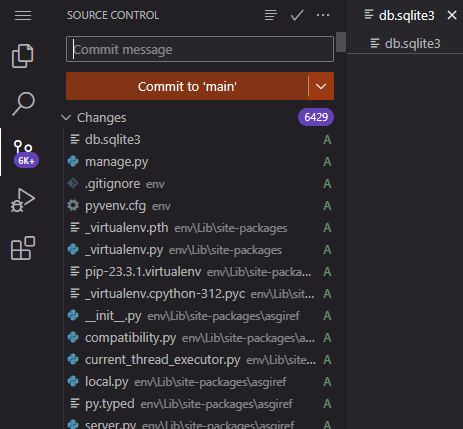 SOURCE CONTROL
Commit message
Commit to 'main'
Changes 6429
db.sqlite3 A
manage.py A
.gitignore env A
pyvenv.cfg env A
_virtualenv.pth env\Lib\site-packages A
_virtualenv.py env\Lib\site-packages A
pip-23.3.1.virtualenv env\Lib\site-packa... A
_virtualenv.cpython-312.pyc env\Lib\si... A
__init__.py env\Lib\site-packages\asgiref A
compatibility.py env\Lib\site-packages\a... A
current_thread_executor.py env\Lib\sit... A
local.py env\Lib\site-packages\asgiref A
py.typed env\Lib\site-packages\asgiref A
server.py env\Lib\site-packages\asgiref A
6K+
db.sqlite3
db.sqlite3